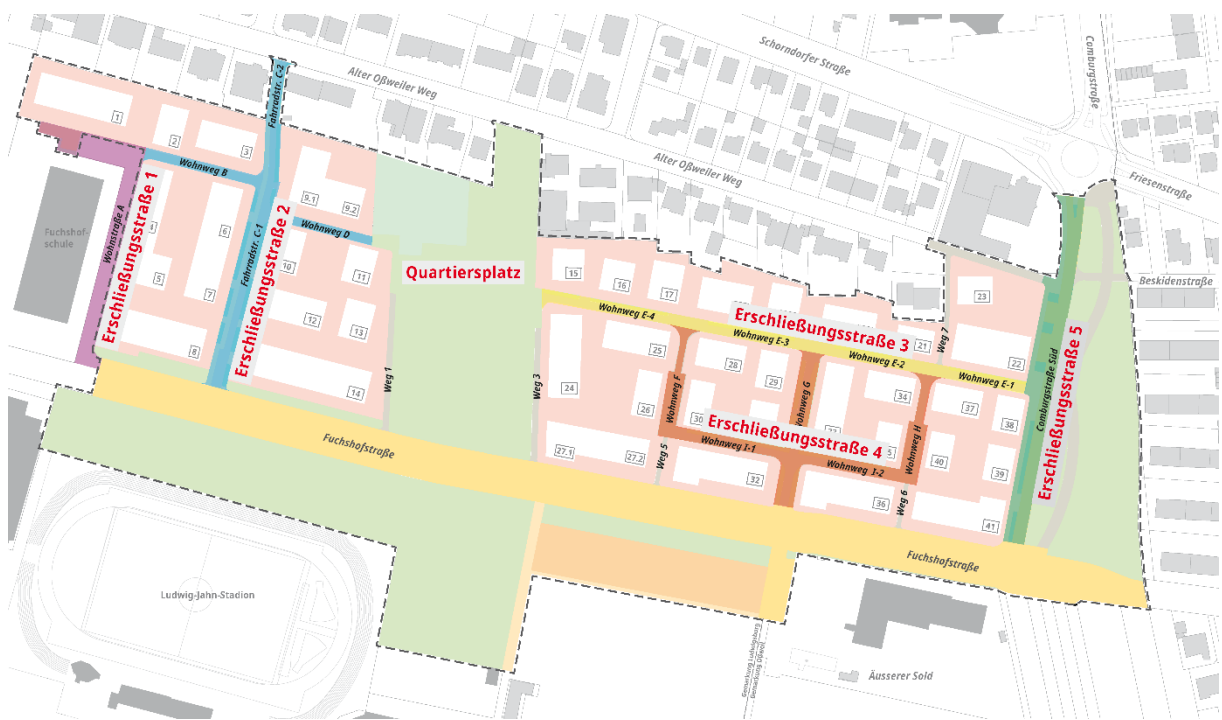 Schorndorfer Straße
Comburgstraße
Alter Oßweiler Weg
Fahrradstr. C-2
1
2
3
Wohnweg B
Alter Oßweiler Weg
Friesenstraße
9.1
9.2
Wohnstraße A
Erschließungsstraße 1
4
6
Fahrradstr. C-1
Erschließungsstraße 2
Wohnweg D
Fuchshof-
schule
5
7
10
11
Quartiersplatz
15
16
17
23
Beskidenstraße
12
13
8
14
Weg 1
Weg 3
Wohnweg E-4
Erschließungsstraße 3
Wohnweg E-3
21
Weg 7
22
Wohnweg E-2
Wohnweg E-1
Comburgstraße Süd
Erschließungsstraße 5
24
25
28
29
34
37
38
26
Wohnweg F
Wohnweg G
30
Erschließungsstraße 4
Wohnweg H
40
39
27.1
27.2
Weg 5
Wohnweg I-1
Wohnweg I-2
32
36
Weg 6
41
Fuchshofstraße
Fuchshofstraße
Ludwig-Jahn-Stadion
Gemarkung Ludwigsburg
Gemarkung Oßweil
Äusserer Sold